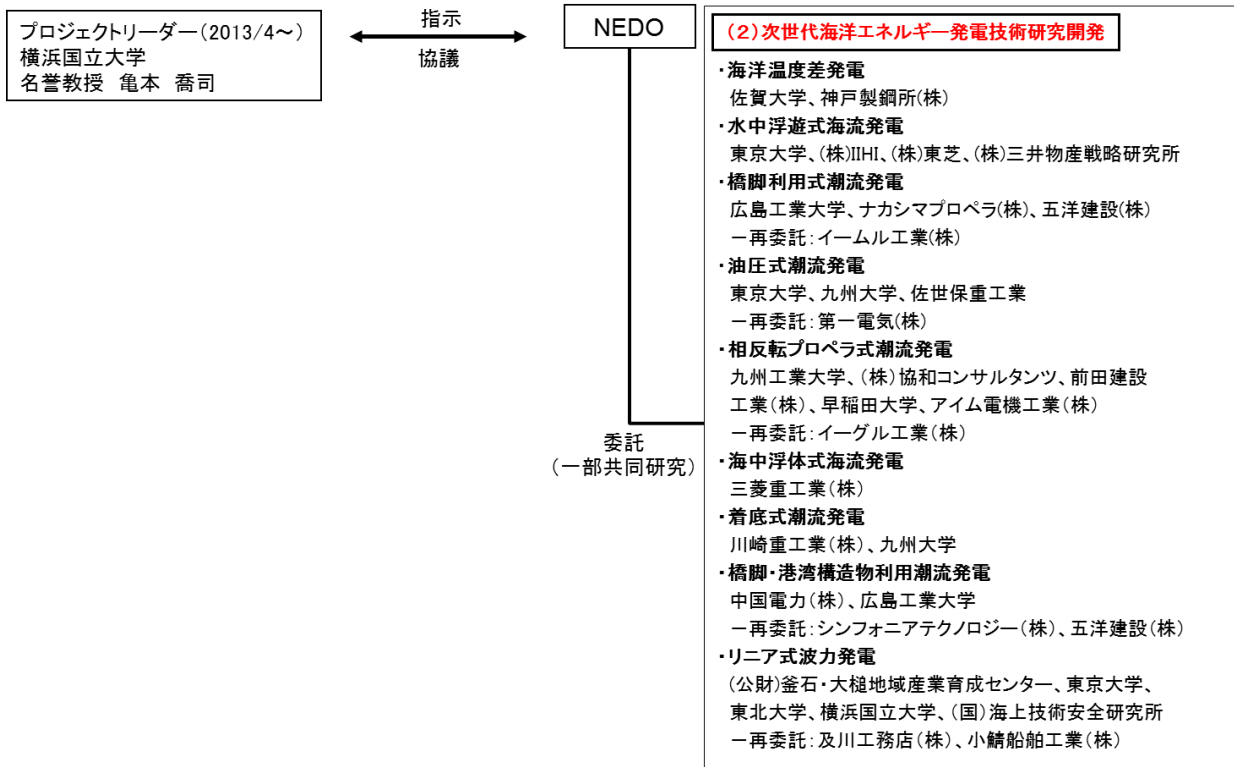 プロジェクトリーダー(2013/4～)
横浜国立大学
名誉教授 亀本 喬司
指示
協議
NEDO
委託
(一部共同研究)
(2)次世代海洋エネルギー発電技術研究開発
・海洋温度差発電
佐賀大学、神戸製鋼所(株)
・水中浮遊式海流発電
東京大学、(株)IIHI、(株)東芝、(株)三井物産戦略研究所
・橋脚利用式潮流発電
広島工業大学、ナカシマプロペラ(株)、五洋建設(株)
－再委託：イームル工業(株)
・油圧式潮流発電
東京大学、九州大学、佐世保重工業
－再委託：第一電気(株)
・相反転プロペラ式潮流発電
九州工業大学、(株)協和コンサルタンツ、前田建設
工業(株)、早稲田大学、アイム電機工業(株)
－再委託：イーグル工業(株)
・海中浮体式海流発電
三菱重工業(株)
・着底式潮流発電
川崎重工業(株)、九州大学
・橋脚・港湾構造物利用潮流発電
中国電力(株)、広島工業大学
－再委託：シンフォニアテクノロジー(株)、五洋建設(株)
・リニア式波力発電
(公財)釜石・大槌地域産業育成センター、東京大学、
東北大学、横浜国立大学、(国)海上技術安全研究所
－再委託：及川工務店(株)、小鯖船舶工業(株)